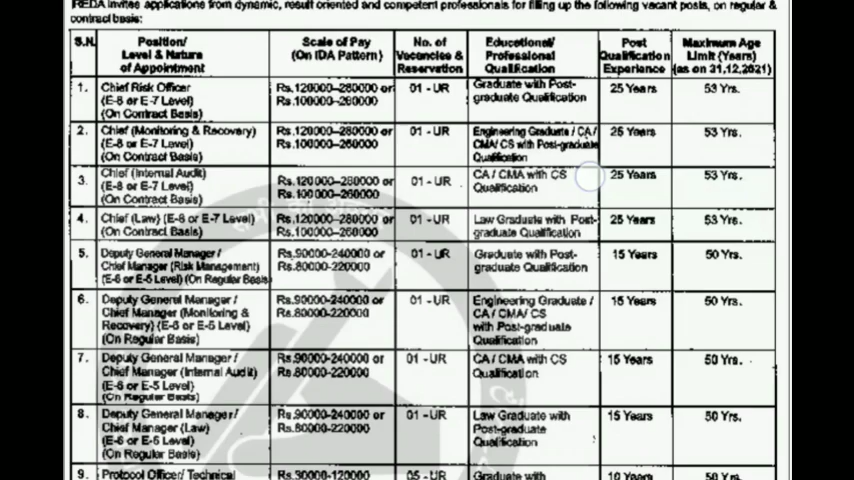 IREDA invites applications from dynamic, result oriented and competent professionals for filling up the following vacant posts, on regular &
contract basis:
S.N. Position/ Level & Nature of Appointment Scale of Pay (On IDA Pattern) No. of Vacancies & Reservation Educational/ Professional Qualification Post Qualification Experience Maximum Age Limit (Years) (as on 31.12.2021)
1. Chief Risk Officer (E-8 or E-7 Level) (On Contract Basis) Rs.120000-280000 or Rs.100000-260000 01 - UR Graduate with Post-graduate Qualification 25 Years 53 Yrs.
2. Chief (Monitoring & Recovery) (E-8 or E-7 Level) (On Contract Basis) Rs.120000-280000 or Rs.100000-260000 01 - UR Engineering Graduate / CA/ CMA/ CS with Post-graduate Qualification 25 Years 53 Yrs.
3. Chief (Internal Audit) (E-8 or E-7 Level) (On Contract Basis) Rs.120000-280000 or Rs.100000-260000 01 - UR CA / CMA with CS Qualification 25 Years 53 Yrs.
4. Chief (Law) (E-8 or E-7 Level) (On Contract Basis) Rs.120000-280000 or Rs.100000-260000 01 - UR Law Graduate with Post-graduate Qualification 25 Years 53 Yrs.
5. Deputy General Manager / Chief Manager (Risk Management) (E-6 or E-5 Level) (On Regular Basis) Rs.90000-240000 or Rs.80000-220000 01 - UR Graduate with Post-graduate Qualification 15 Years 50 Yrs.
6. Deputy General Manager / Chief Manager (Monitoring & Recovery) (E-6 or E-5 Level) (On Regular Basis) Rs.90000-240000 or Rs.80000-220000 01 - UR Engineering Graduate / CA / CMA/ CS with Post-graduate Qualification 15 Years 50 Yrs.
7. Deputy General Manager / Chief Manager (Internal Audit) (E-6 or E-5 Level) (On Regular Basis) Rs.90000-240000 or Rs.80000-220000 01 -UR CA / CMA with CS Qualification 15 Years 50 Yrs.
8. Deputy General Manager / Chief Manager (Law) (E-6 or E-5 Level) (On Regular Basis) Rs.90000-240000 or Rs.80000-220000 01 -UR Law Graduate with Post-graduate Qualification 15 Years 50 Yrs.
9. Protocol Officer/ Technical Rs.30000-120000 05 -UR Graduate with 10 Years 50 Yrs.